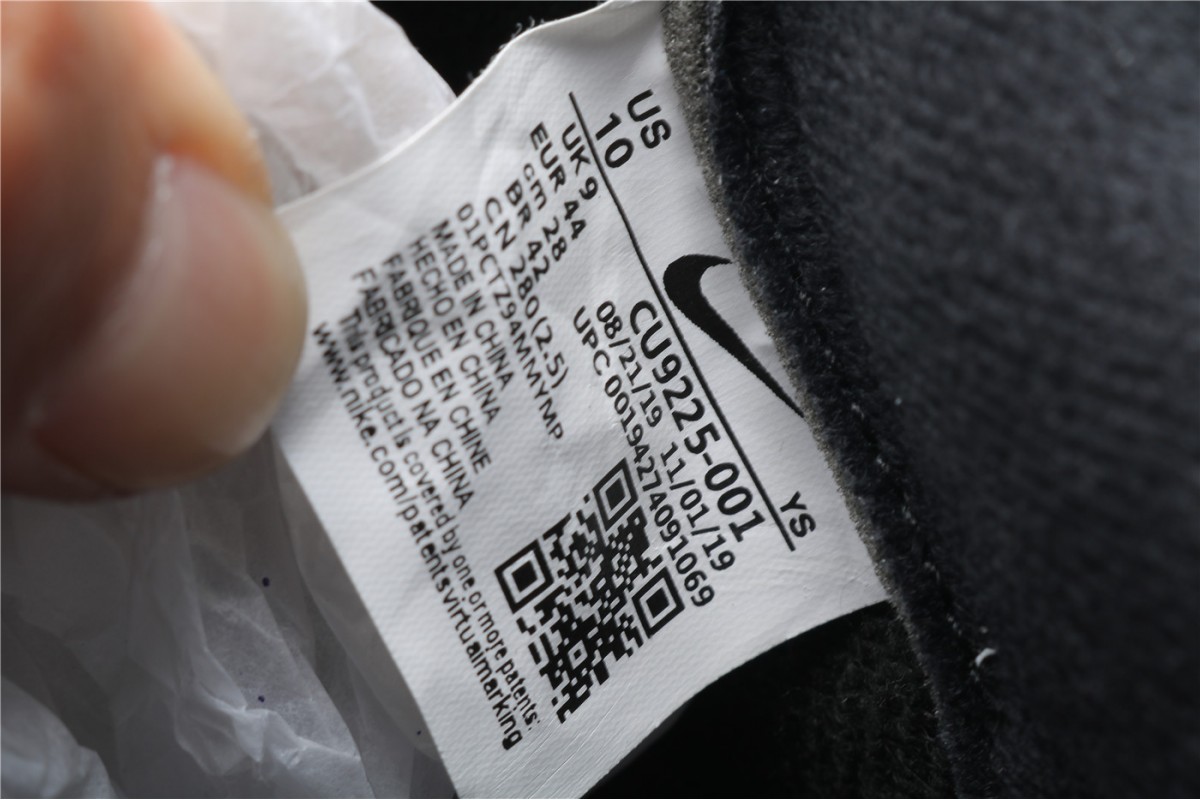 US
10
YS
UK 9
EUR 44
cm 28
BR 42
CN 280(2.5)
01PCTZ94MMYMP
MADE IN CHINA
HECHO EN CHINA
FABRIQUE EN CHINE
FABRICADO NA CHINA
This product is covered by one or more patents:
www.nike.com/patentsvirtualmarking
CU9225-001
08/21/19 11/01/19
UPC 00194274091069